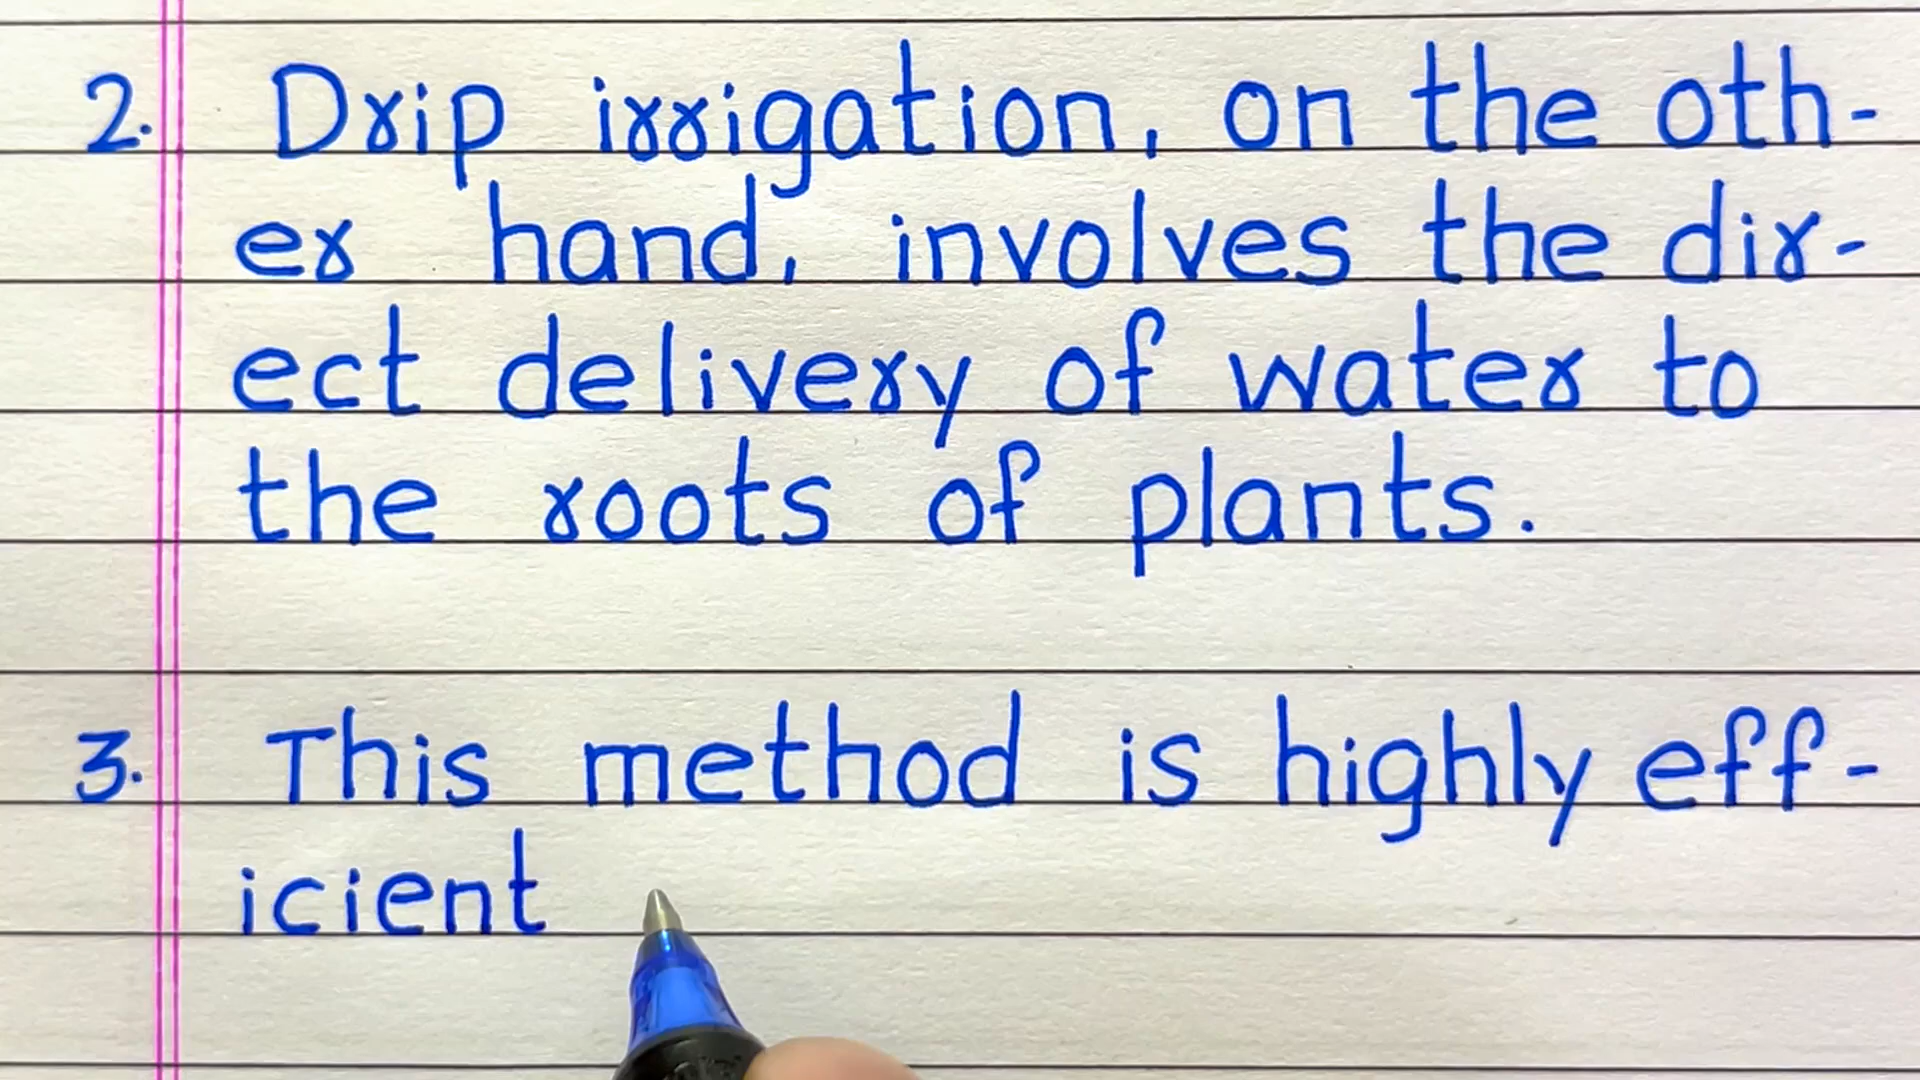 2. Drip irrigation, on the oth-
er hand, involves the dir-
ect delivery of water to
the roots of plants.
3. This method is highly eff-
icient